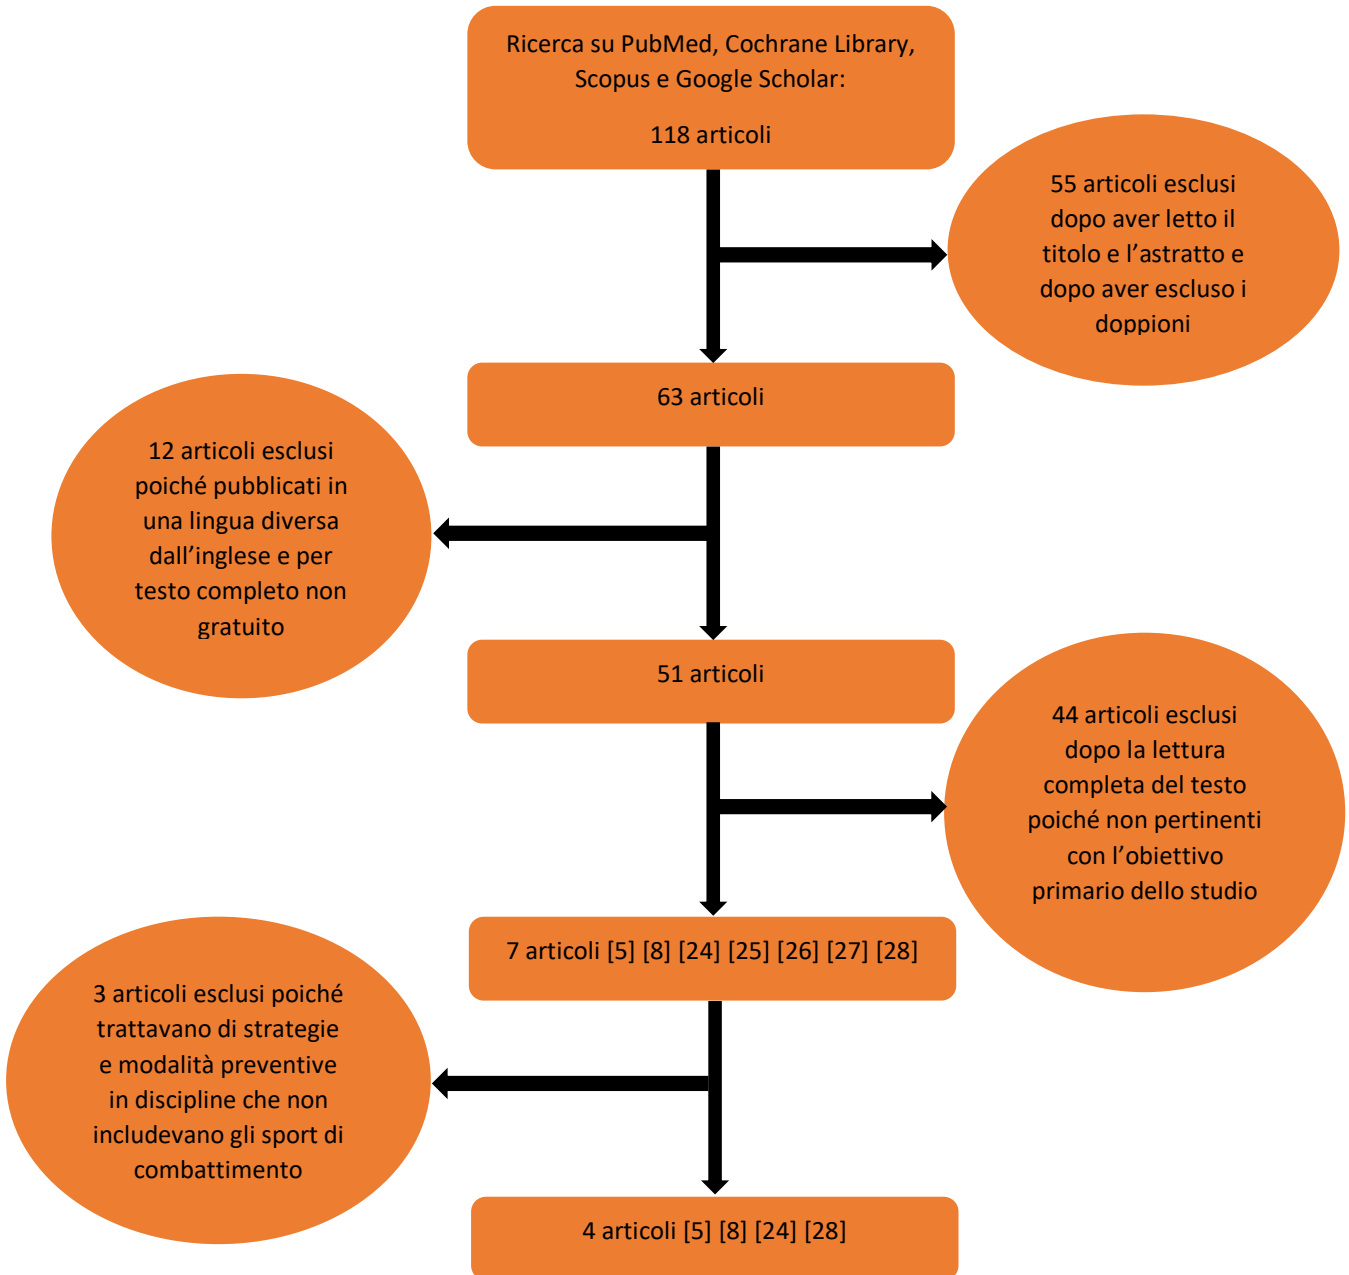 Ricerca su PubMed, Cochrane Library,
Scopus e Google Scholar:
118 articoli
55 articoli esclusi
dopo aver letto il
titolo e l’astratto e
dopo aver escluso i
doppioni
63 articoli
12 articoli esclusi
poiché pubblicati in
una lingua diversa
dall’inglese e per
testo completo non
gratuito
51 articoli
44 articoli esclusi
dopo la lettura
completa del testo
poiché non pertinenti
con l’obiettivo
primario dello studio
7 articoli [5] [8] [24] [25] [26] [27] [28]
3 articoli esclusi poiché
trattavano di strategie
e modalità preventive
in discipline che non
includevano gli sport di
combattimento
4 articoli [5] [8] [24] [28]